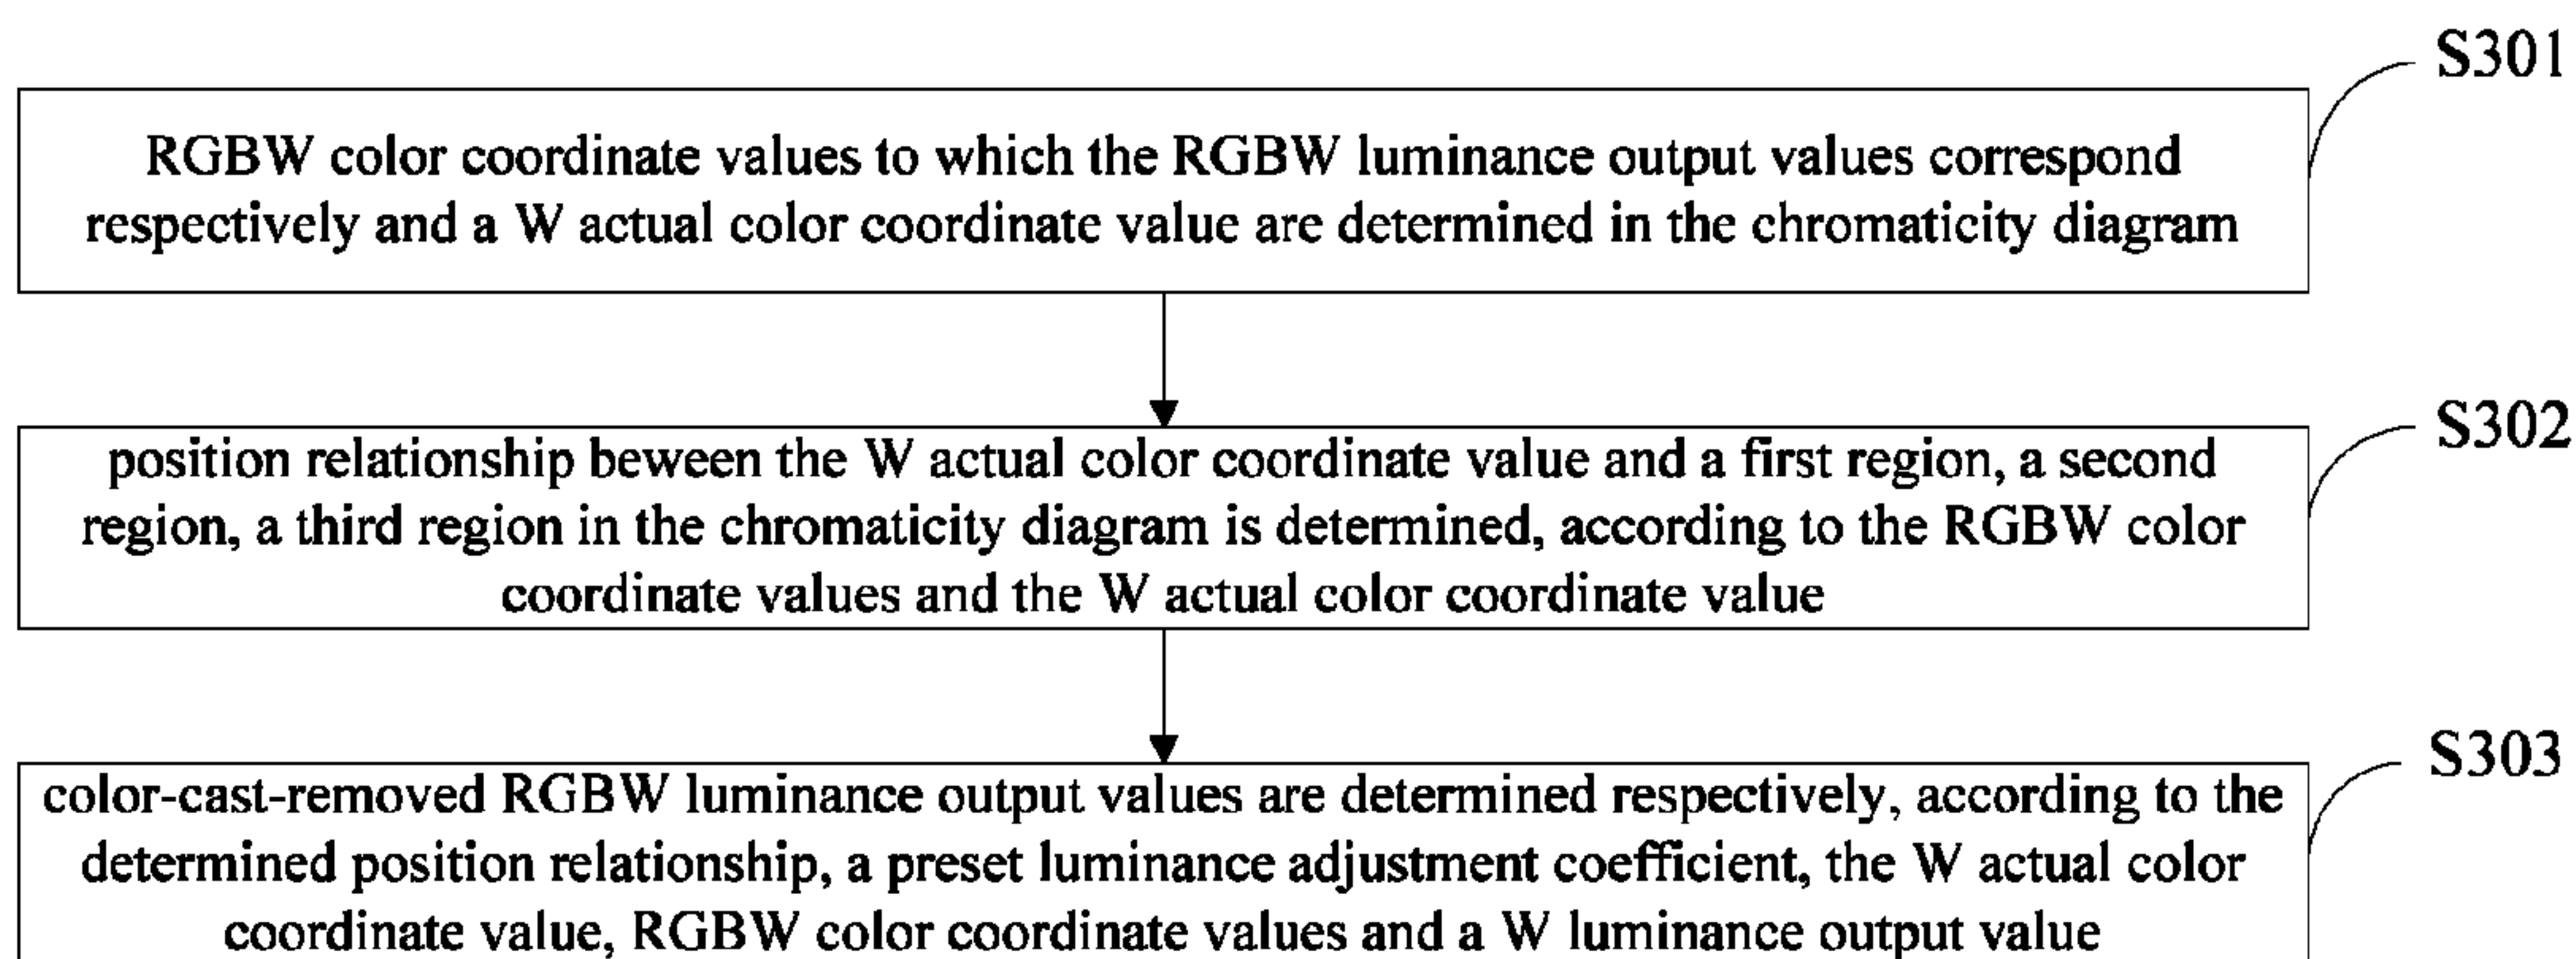 S301
RGBW color coordinate values to which the RGBW luminance output values correspond
respectively and a W actual color coordinate value are determined in the chromaticity diagram
S302
position relationship beween the W actual color coordinate value and a first region, a second
region, a third region in the chromaticity diagram is determined, according to the RGBW color
coordinate values and the W actual color coordinate value
S303
color-cast-removed RGBW luminance output values are determined respectively, according to the
determined position relationship, a preset luminance adjustment coefficient, the W actual color
coordinate value, RGBW color coordinate values and a W luminance output value